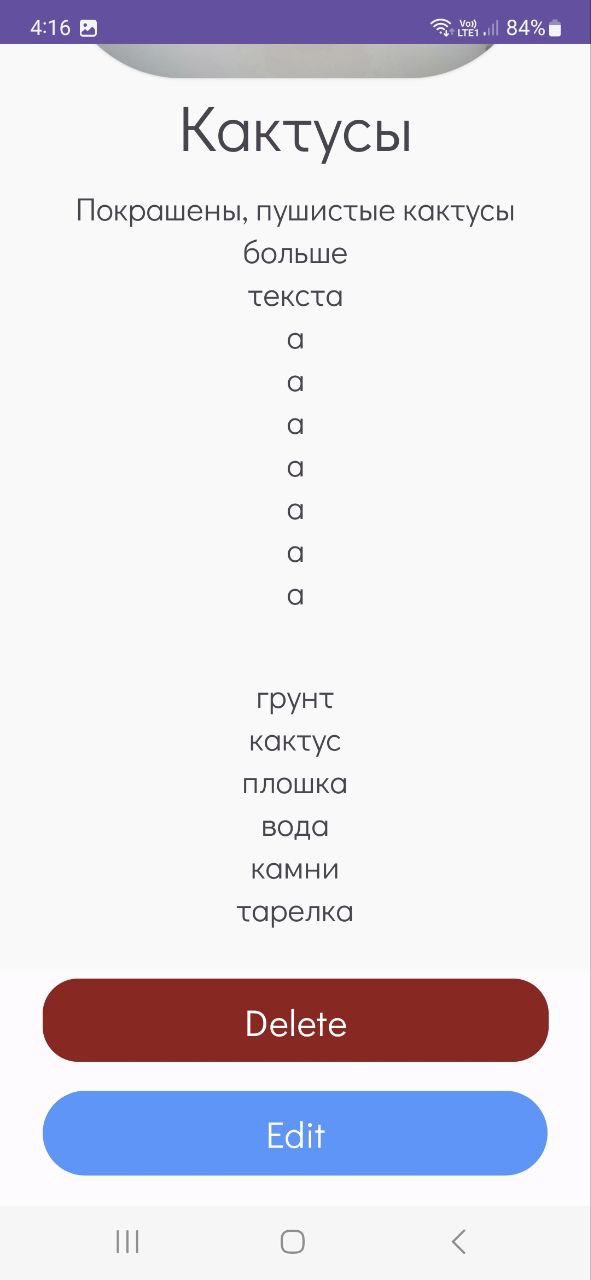 4:16 Vo)) LTE1 84%
Кактусы
Покрашены, пушистые кактусы
больше
текста
а
а
а
а
а
а
а
грунт
кактус
плошка
вода
камни
тарелка
Delete
Edit